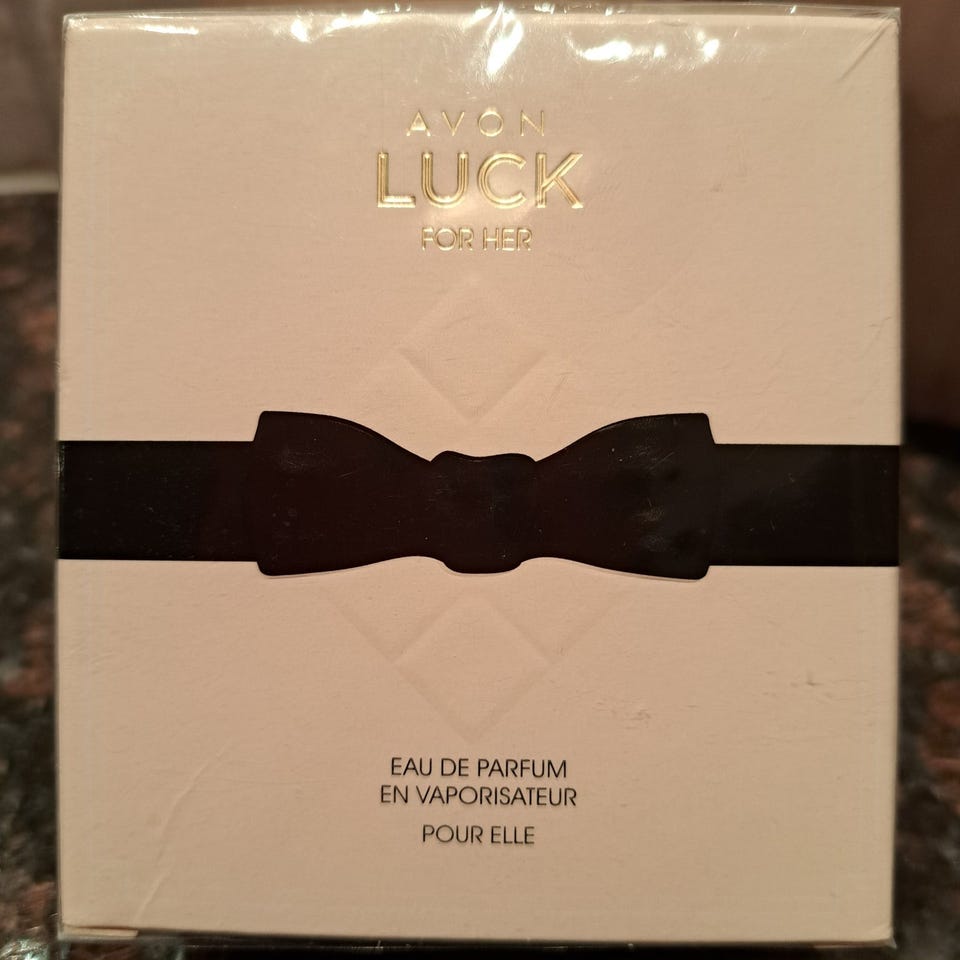 AVON
LUCK
FOR HER
EAU DE PARFUM
EN VAPORISATEUR
POUR ELLE